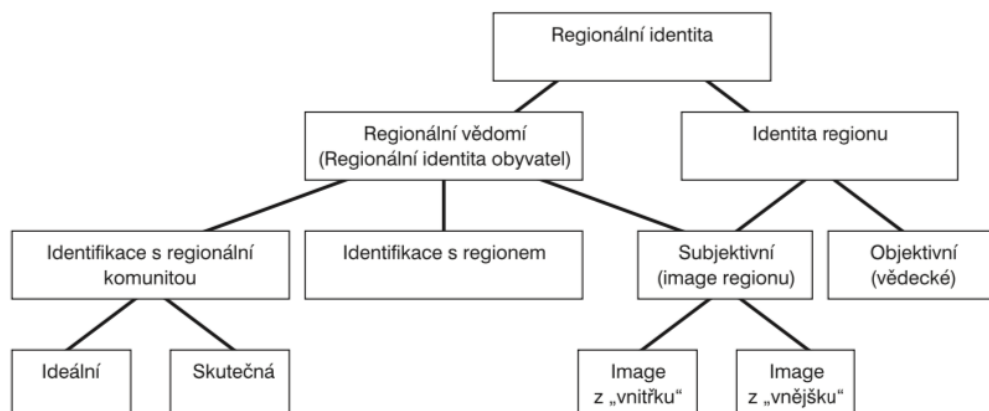 Regionální identita
Regionální vědomí
(Regionální identita obyvatel)
Identita regionu
Identifikace s regionální
komunitou
Identifikace s regionem
Subjektivní
(image regionu)
Objektivní
(vědecké)
Ideální
Skutečná
Image
z „vnitřku“
Image
z „vnějšku“